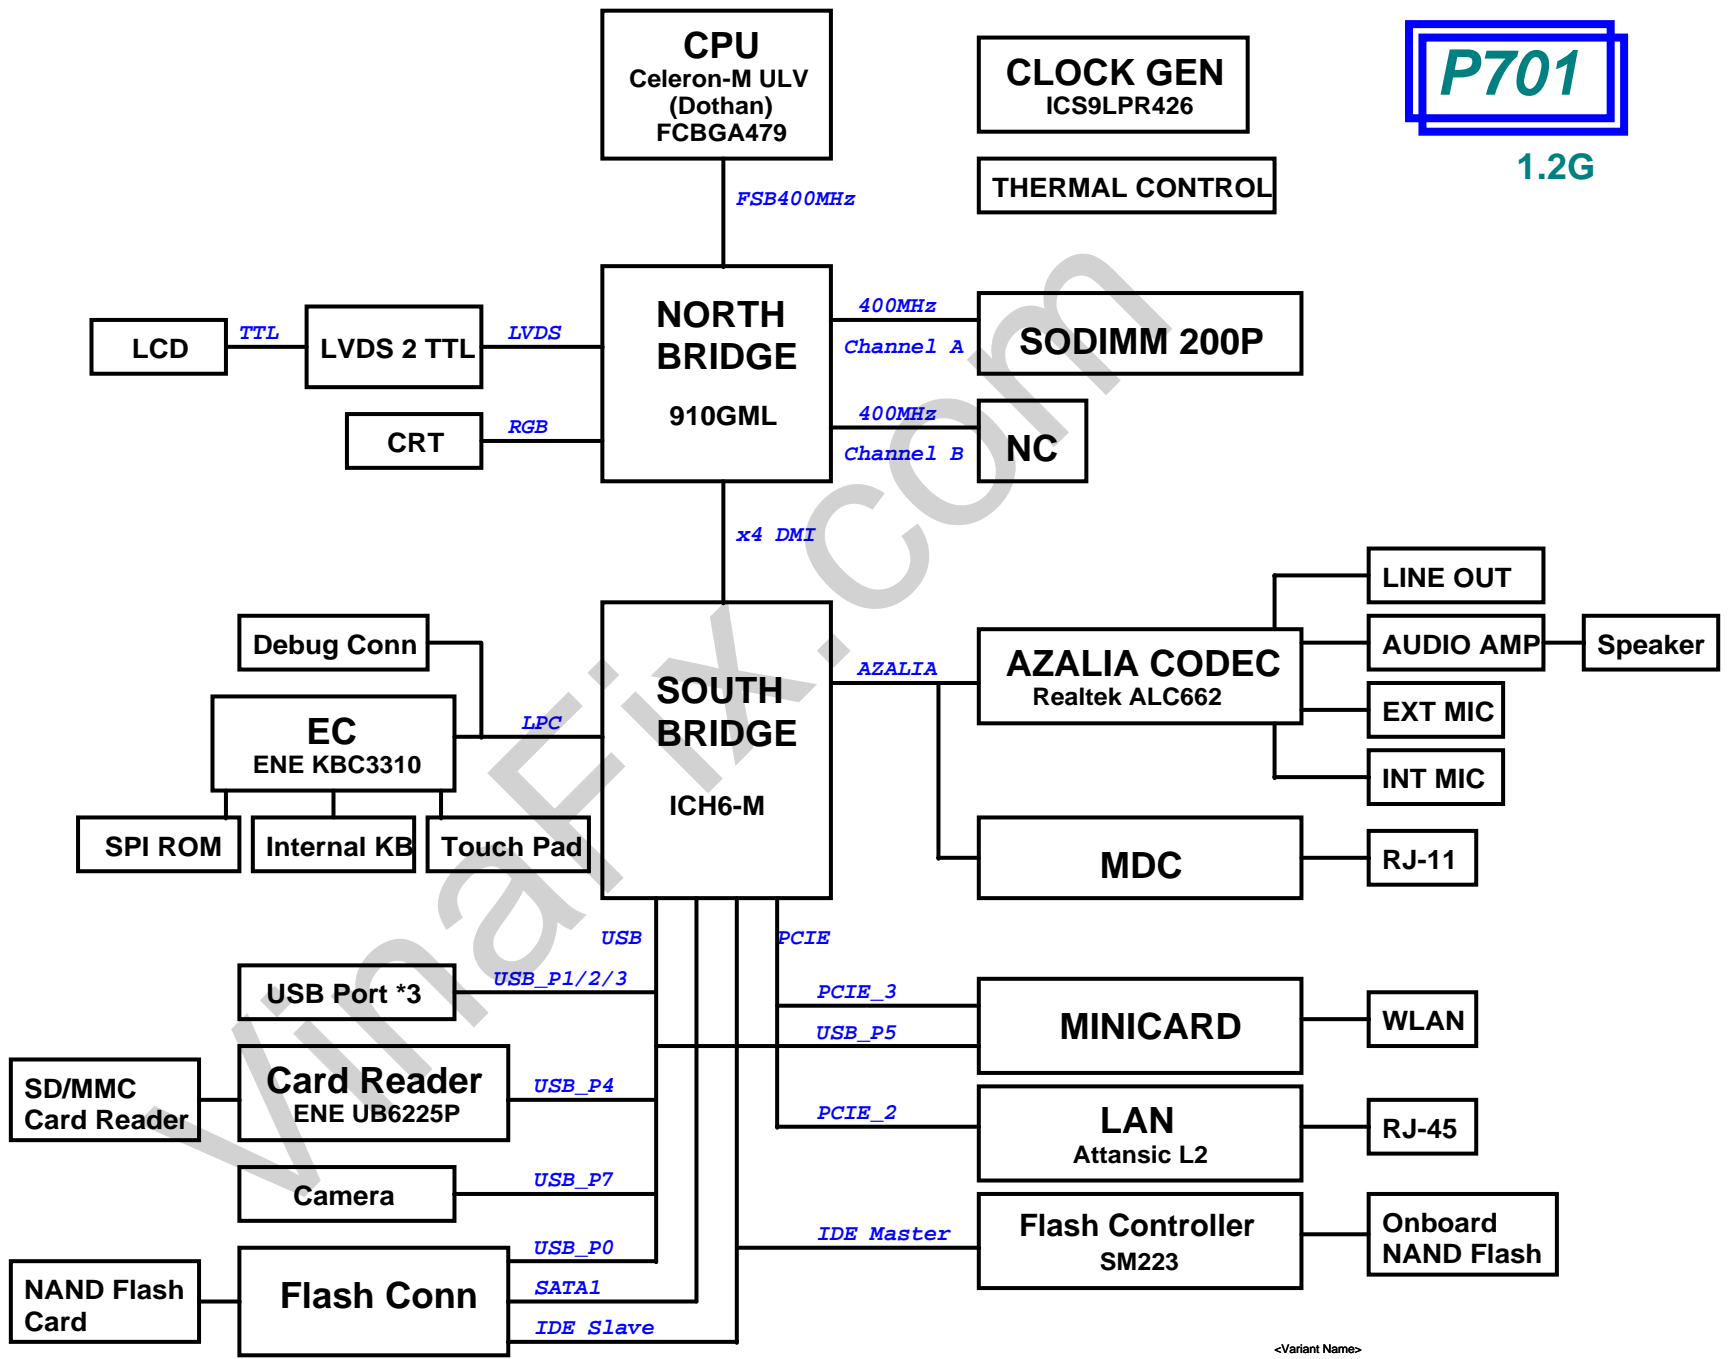 CPU
Celeron-M ULV
(Dothan)
FCBGA479
CLOCK GEN
ICS9LPR426
P701
1.2G
THERMAL CONTROL
FSB400MHz
NORTH
BRIDGE
910GML
LCD
TTL
LVDS 2 TTL
LVDS
CRT
RGB
400MHz
Channel A
SODIMM 200P
400MHz
Channel B
NC
x4 DMI
SOUTH
BRIDGE
ICH6-M
Debug Conn
EC
ENE KBC3310
LPC
SPI ROM
Internal KB
Touch Pad
AZALIA
AZALIA CODEC
Realtek ALC662
LINE OUT
AUDIO AMP
Speaker
EXT MIC
INT MIC
MDC
RJ-11
USB
PCIE
USB Port *3
USB_P1/2/3
PCIE_3
USB_P5
MINICARD
WLAN
SD/MMC
Card Reader
Card Reader
ENE UB6225P
USB_P4
PCIE_2
LAN
Attansic L2
RJ-45
Camera
USB_P7
IDE Master
Flash Controller
SM223
Onboard
NAND Flash
NAND Flash
Card
Flash Conn
USB_P0
SATA1
IDE Slave
<Variant Name>
VinaFix.com